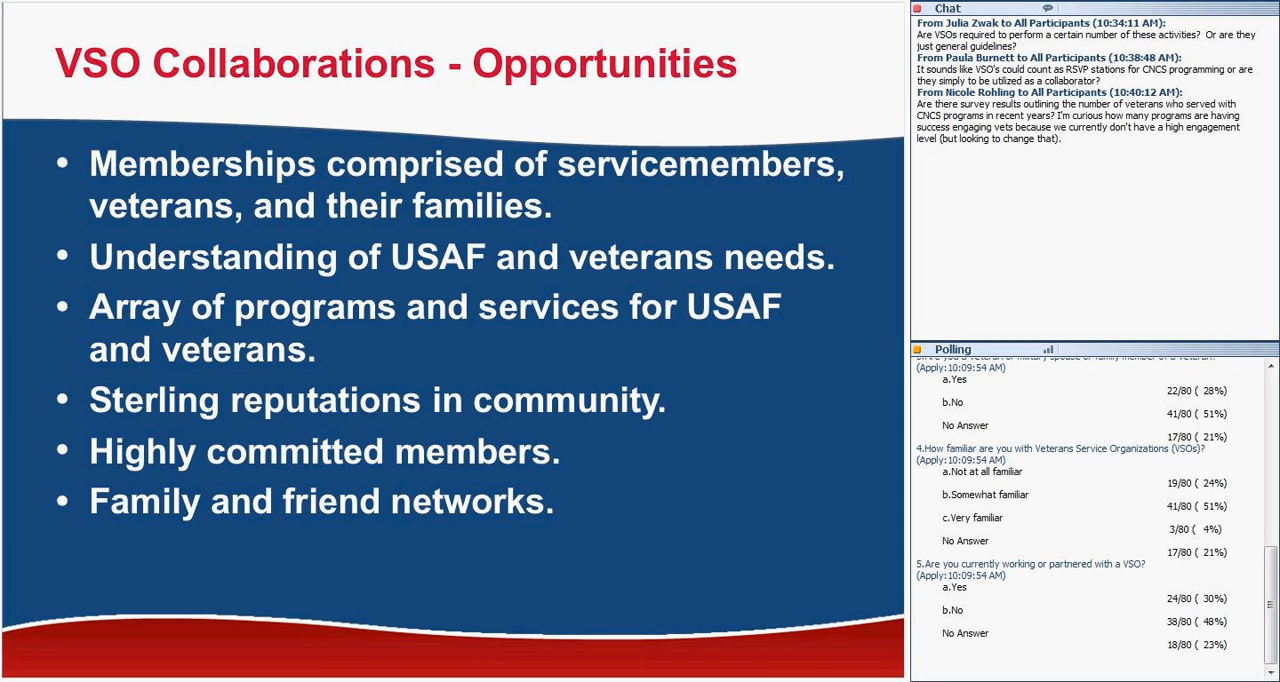 VSO Collaborations - Opportunities
• Memberships comprised of servicemembers,
veterans, and their families.
• Understanding of USAF and veterans needs.
• Array of programs and services for USAF
and veterans.
• Sterling reputations in community.
• Highly committed members.
• Family and friend networks.
Chat
From Julia Zwak to All Participants (10:34:11 AM):
Are VSOs required to perform a certain number of these activities? Or are they
just general guidelines?
From Paula Burnett to All Participants (10:38:48 AM):
It sounds like VSO's could count as RSVP stations for CNCS programming or are
they simply to be utilized as a collaborator?
From Nicole Rohling to All Participants (10:40:12 AM):
Are there survey results outlining the number of veterans who served with
CNCS programs in recent years? I'm curious how many programs are having
success engaging vets because we currently don't have a high engagement
level (but looking to change that).
Polling
(Apply:10:09:54 AM)
a.Yes
22/80 ( 28%)
b.No
41/80 ( 51%)
No Answer
17/80 ( 21%)
4.How familiar are you with Veterans Service Organizations (VSOs)?
(Apply:10:09:54 AM)
a.Not at all familiar
19/80 ( 24%)
b.Somewhat familiar
41/80 ( 51%)
c.Very familiar
3/80 ( 4%)
No Answer
17/80 ( 21%)
5.Are you currently working or partnered with a VSO?
(Apply:10:09:54 AM)
a.Yes
24/80 ( 30%)
b.No
38/80 ( 48%)
No Answer
18/80 ( 23%)